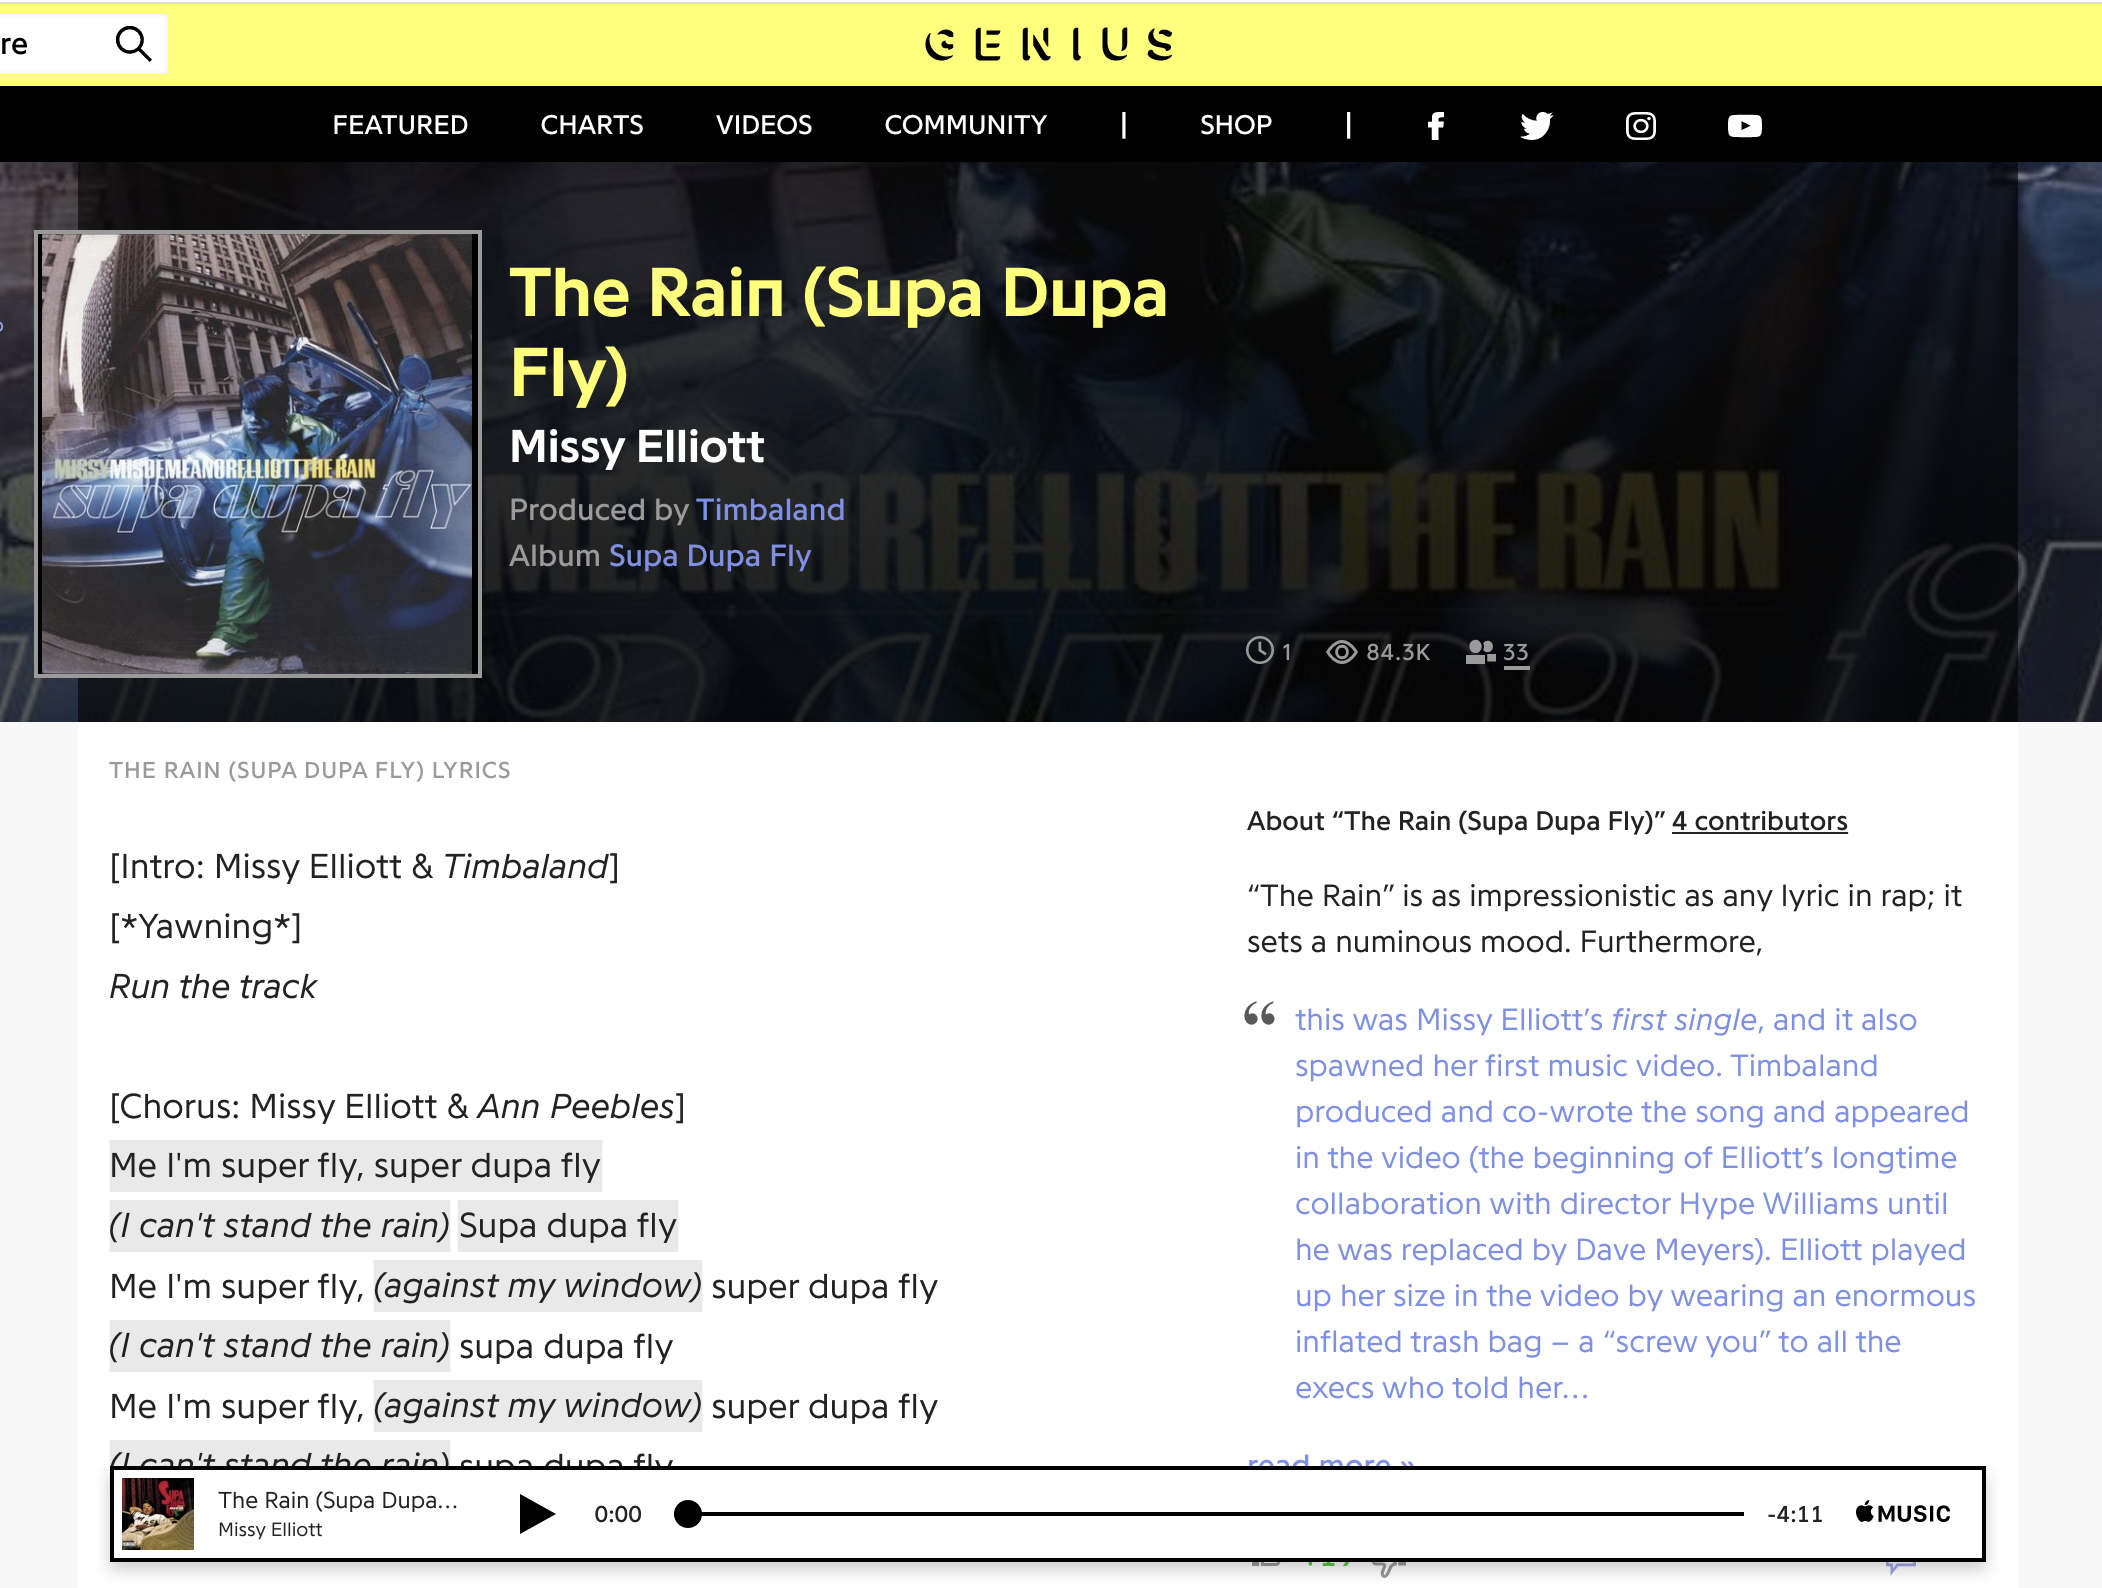 re
GENIUS
FEATURED CHARTS VIDEOS COMMUNITY | SHOP |
MISSYMISDEMEANORELLIOTTTHE RAIN
supa dupa fly
The Rain (Supa Dupa
Fly)
Missy Elliott
Produced by Timbaland
Album Supa Dupa Fly
1 84.3K 33
THE RAIN (SUPA DUPA FLY) LYRICS
[Intro: Missy Elliott & Timbaland]
[*Yawning*]
Run the track
[Chorus: Missy Elliott & Ann Peebles]
Me I'm super fly, super dupa fly
(I can't stand the rain) Supa dupa fly
Me I'm super fly, (against my window) super dupa fly
(I can't stand the rain) supa dupa fly
Me I'm super fly, (against my window) super dupa fly
(I can't stand the rain) supa dupa fly
About “The Rain (Supa Dupa Fly)” 4 contributors
“The Rain” is as impressionistic as any lyric in rap; it
sets a numinous mood. Furthermore,
“ this was Missy Elliott’s first single, and it also
spawned her first music video. Timbaland
produced and co-wrote the song and appeared
in the video (the beginning of Elliott’s longtime
collaboration with director Hype Williams until
he was replaced by Dave Meyers). Elliott played
up her size in the video by wearing an enormous
inflated trash bag – a “screw you” to all the
execs who told her…
read more »
The Rain (Supa Dupa...
Missy Elliott
0:00 -4:11 MUSIC